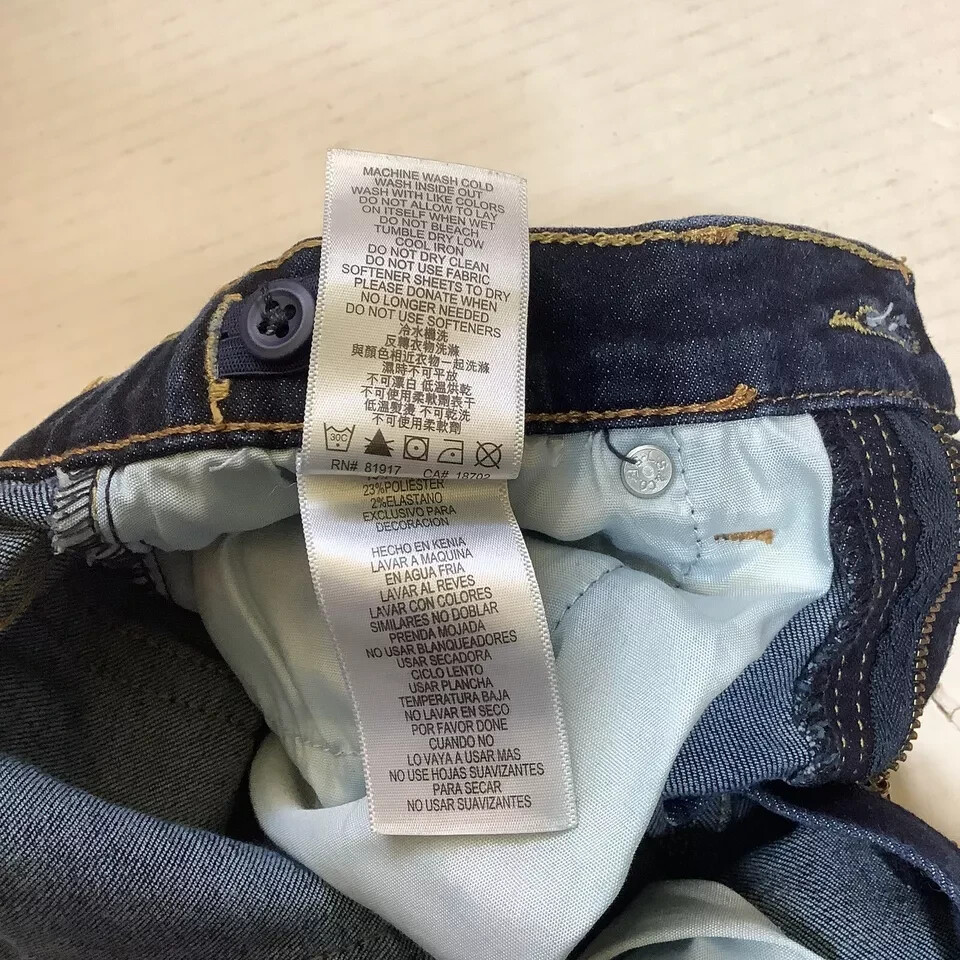 MACHINE WASH COLD
WASH INSIDE OUT
WASH WITH LIKE COLORS
DO NOT ALLOW TO LAY
ON ITSELF WHEN WET
DO NOT BLEACH
TUMBLE DRY LOW
COOL IRON
DO NOT DRY CLEAN
DO NOT USE FABRIC
SOFTENER SHEETS TO DRY
PLEASE DONATE WHEN
NO LONGER NEEDED
DO NOT USE SOFTENERS
冷水機洗
反轉衣物洗滌
與顏色相近衣物一起洗滌
濕時不可平放
不可漂白 低溫烘乾
不可使用柔軟劑衣干
低溫熨燙 不可乾洗
不可使用柔軟劑
30C
RN# 81917 CA# 18702
23%POLIESTER
2%ELASTANO
EXCLUSIVO PARA
DECORACION
HECHO EN KENIA
LAVAR A MAQUINA
EN AGUA FRIA
LAVAR AL REVES
LAVAR CON COLORES
SIMILARES NO DOBLAR
PRENDA MOJADA
NO USAR BLANQUEADORES
USAR SECADORA
CICLO LENTO
USAR PLANCHA
TEMPERATURA BAJA
NO LAVAR EN SECO
POR FAVOR DONE
CUANDO NO
LO VAYA A USAR MAS
NO USE HOJAS SUAVIZANTES
PARA SECAR
NO USAR SUAVIZANTES